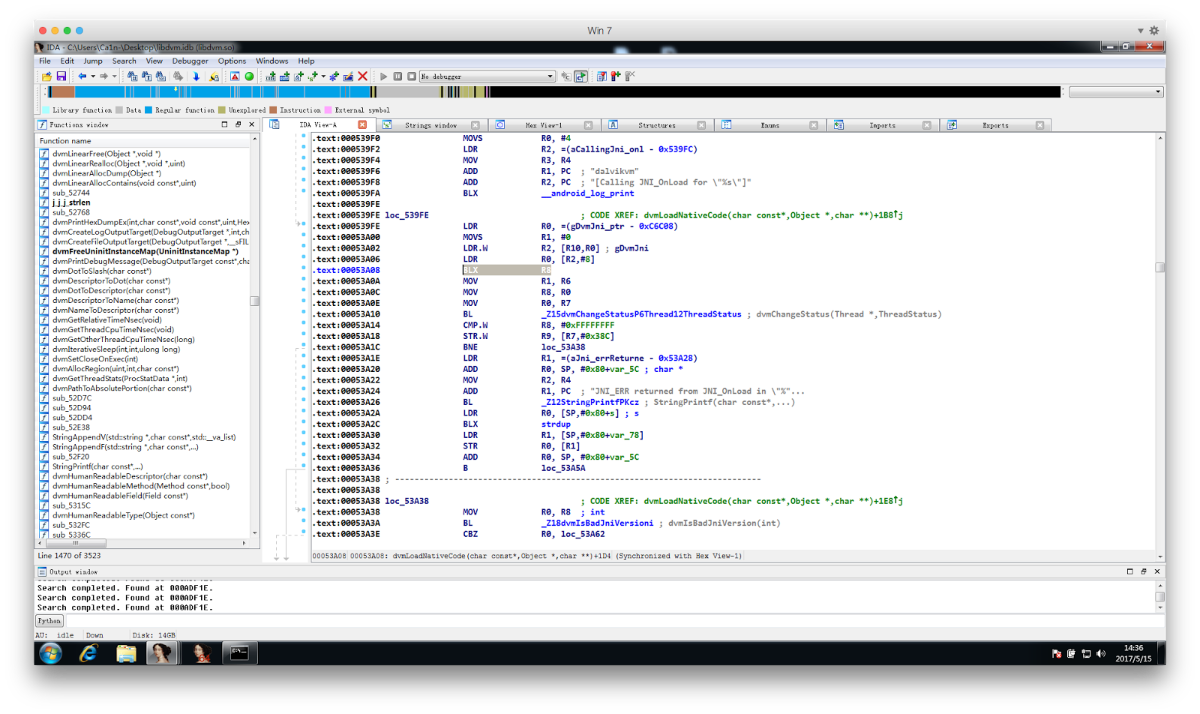 Win 7
IDA - C:\Users\Ca1n-\Desktop\libdvm.idb (libdvm.so)
File Edit Jump Search View Debugger Options Windows Help
No debugger
Library function Data Regular function Unexplored Instruction External symbol
Functions window
IDA View-A Strings window Hex View-1 Structures Enums Imports Exports
Function name
dvmLinearFree(Object *,void *)
dvmLinearRealloc(Object *,void *,uint)
dvmLinearAllocDump(Object *)
dvmLinearAllocContains(void const*,uint)
sub_52744
j_j_j_strlen
sub_52768
dvmPrintHexDumpEx(int,char const*,void const*,uint,Hex
dvmCreateLogOutputTarget(DebugOutputTarget *,int,ch
dvmCreateFileOutputTarget(DebugOutputTarget *,__sFIL
dvmFreeUninitInstanceMap(UninitInstanceMap *)
dvmPrintDebugMessage(DebugOutputTarget const*,cha
dvmDotToSlash(char const*)
dvmDescriptorToDot(char const*)
dvmDotToDescriptor(char const*)
dvmDescriptorToName(char const*)
dvmNameToDescriptor(char const*)
dvmGetRelativeTimeNsec(void)
dvmGetThreadCpuTimeNsec(void)
dvmGetOtherThreadCpuTimeNsec(long)
dvmIterativeSleep(int,int,ulong long)
dvmSetCloseOnExec(int)
dvmAllocRegion(uint,int,char const*)
dvmGetThreadStats(ProcStatData *,int)
dvmPathToAbsolutePortion(char const*)
sub_52D7C
sub_52D94
sub_52DD4
sub_52E38
StringAppendV(std::string *,char const*,std::__va_list)
StringAppendF(std::string *,char const*,...)
sub_52F20
StringPrintf(char const*,...)
dvmHumanReadableDescriptor(char const*)
dvmHumanReadableMethod(Method const*,bool)
dvmHumanReadableField(Field const*)
sub_5315C
dvmHumanReadableType(Object const*)
sub_532FC
sub_5336C
Line 1470 of 3523
.text:000539F0 MOVS R0, #4
.text:000539F2 LDR R2, =(aCallingJni_onl - 0x539FC)
.text:000539F4 MOV R3, R4
.text:000539F6 ADD R1, PC ; "dalvikvm"
.text:000539F8 ADD R2, PC ; "[Calling JNI_OnLoad for \"%s\"]"
.text:000539FA BLX __android_log_print
.text:000539FE
.text:000539FE loc_539FE ; CODE XREF: dvmLoadNativeCode(char const*,Object *,char **)+1B8↑j
.text:000539FE LDR R0, =(gDvmJni_ptr - 0xC6C08)
.text:00053A00 MOVS R1, #0
.text:00053A02 LDR.W R2, [R10,R0] ; gDvmJni
.text:00053A06 LDR R0, [R2,#8]
.text:00053A08 BLX R8
.text:00053A0A MOV R1, R6
.text:00053A0C MOV R8, R0
.text:00053A0E MOV R0, R7
.text:00053A10 BL _Z15dvmChangeStatusP6Thread12ThreadStatus ; dvmChangeStatus(Thread *,ThreadStatus)
.text:00053A14 CMP.W R8, #0xFFFFFFFF
.text:00053A18 STR.W R9, [R7,#0x38C]
.text:00053A1C BNE loc_53A38
.text:00053A1E LDR R1, =(aJni_errReturne - 0x53A28)
.text:00053A20 ADD R0, SP, #0x80+var_5C ; char *
.text:00053A22 MOV R2, R4
.text:00053A24 ADD R1, PC ; "JNI_ERR returned from JNI_OnLoad in \"%"...
.text:00053A26 BL _Z12StringPrintfPKcz ; StringPrintf(char const*,...)
.text:00053A2A LDR R0, [SP,#0x80+s] ; s
.text:00053A2C BLX strdup
.text:00053A30 LDR R1, [SP,#0x80+var_78]
.text:00053A32 STR R0, [R1]
.text:00053A34 ADD R0, SP, #0x80+var_5C
.text:00053A36 B loc_53A5A
.text:00053A38 ; ---------------------------------------------------------------------------
.text:00053A38
.text:00053A38 loc_53A38 ; CODE XREF: dvmLoadNativeCode(char const*,Object *,char **)+1E8↑j
.text:00053A38 MOV R0, R8 ; int
.text:00053A3A BL _Z18dvmIsBadJniVersioni ; dvmIsBadJniVersion(int)
.text:00053A3E CBZ R0, loc_53A62
00053A08 00053A08: dvmLoadNativeCode(char const*,Object *,char **)+1D4 (Synchronized with Hex View-1)
Output window
Search completed. Found at 000ADF1E.
Search completed. Found at 000ADF1E.
Search completed. Found at 000ADF1E.
Python
AU: idle Down Disk: 14GB
14:36
2017/5/15